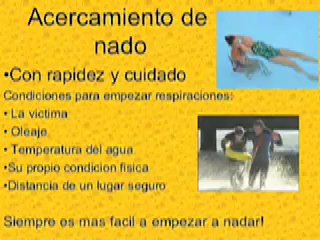 Acercamiento de
nado
•Con rapidez y cuidado
Condiciones para empezar respiraciones:
• La victima
• Oleaje
• Temperatura del agua
•Su propio condicion fisica
•Distancia de un lugar seguro
Siempre es mas facil a empezar a nadar!